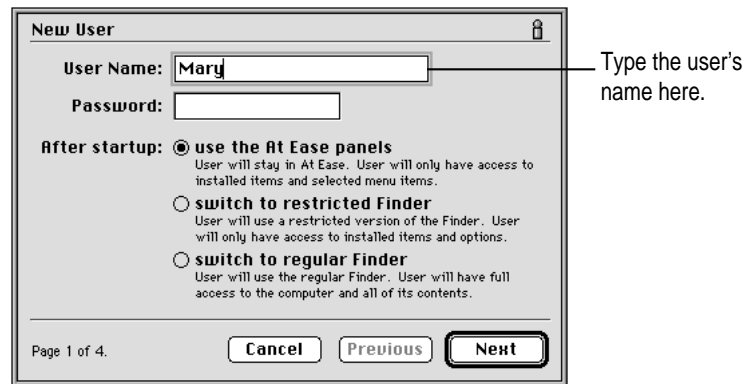 New User
User Name: Mary
Password:
Type the user's
name here.
After startup: use the At Ease panels
User will stay in At Ease. User will only have access to
installed items and selected menu items.
switch to restricted Finder
User will use a restricted version of the Finder. User
will only have access to installed items and options.
switch to regular Finder
User will use the regular Finder. User will have full
access to the computer and all of its contents.
Page 1 of 4.
Cancel
Previous
Next